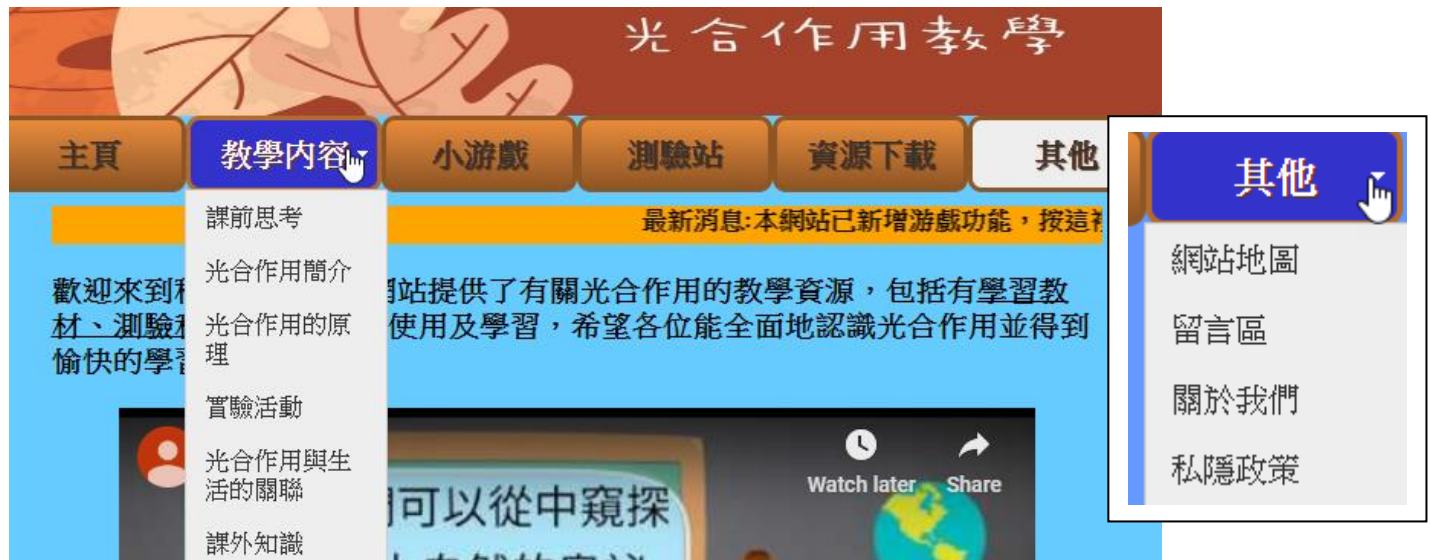 光合作用教學
主頁
教學內容
小游戲
測驗站
資源下載
其他
最新消息:本網站已新增游戲功能，按這
歡迎來到
網站提供了有關光合作用的教學資源，包括有學習教
材、測驗
使用及學習，希望各位能全面地認識光合作用並得到
愉快的學
課前思考
光合作用簡介
光合作用的原
理
實驗活動
光合作用與生
活的關聯
課外知識
Watch later
Share
可以從中窺探
其他
網站地圖
留言區
關於我們
私隱政策